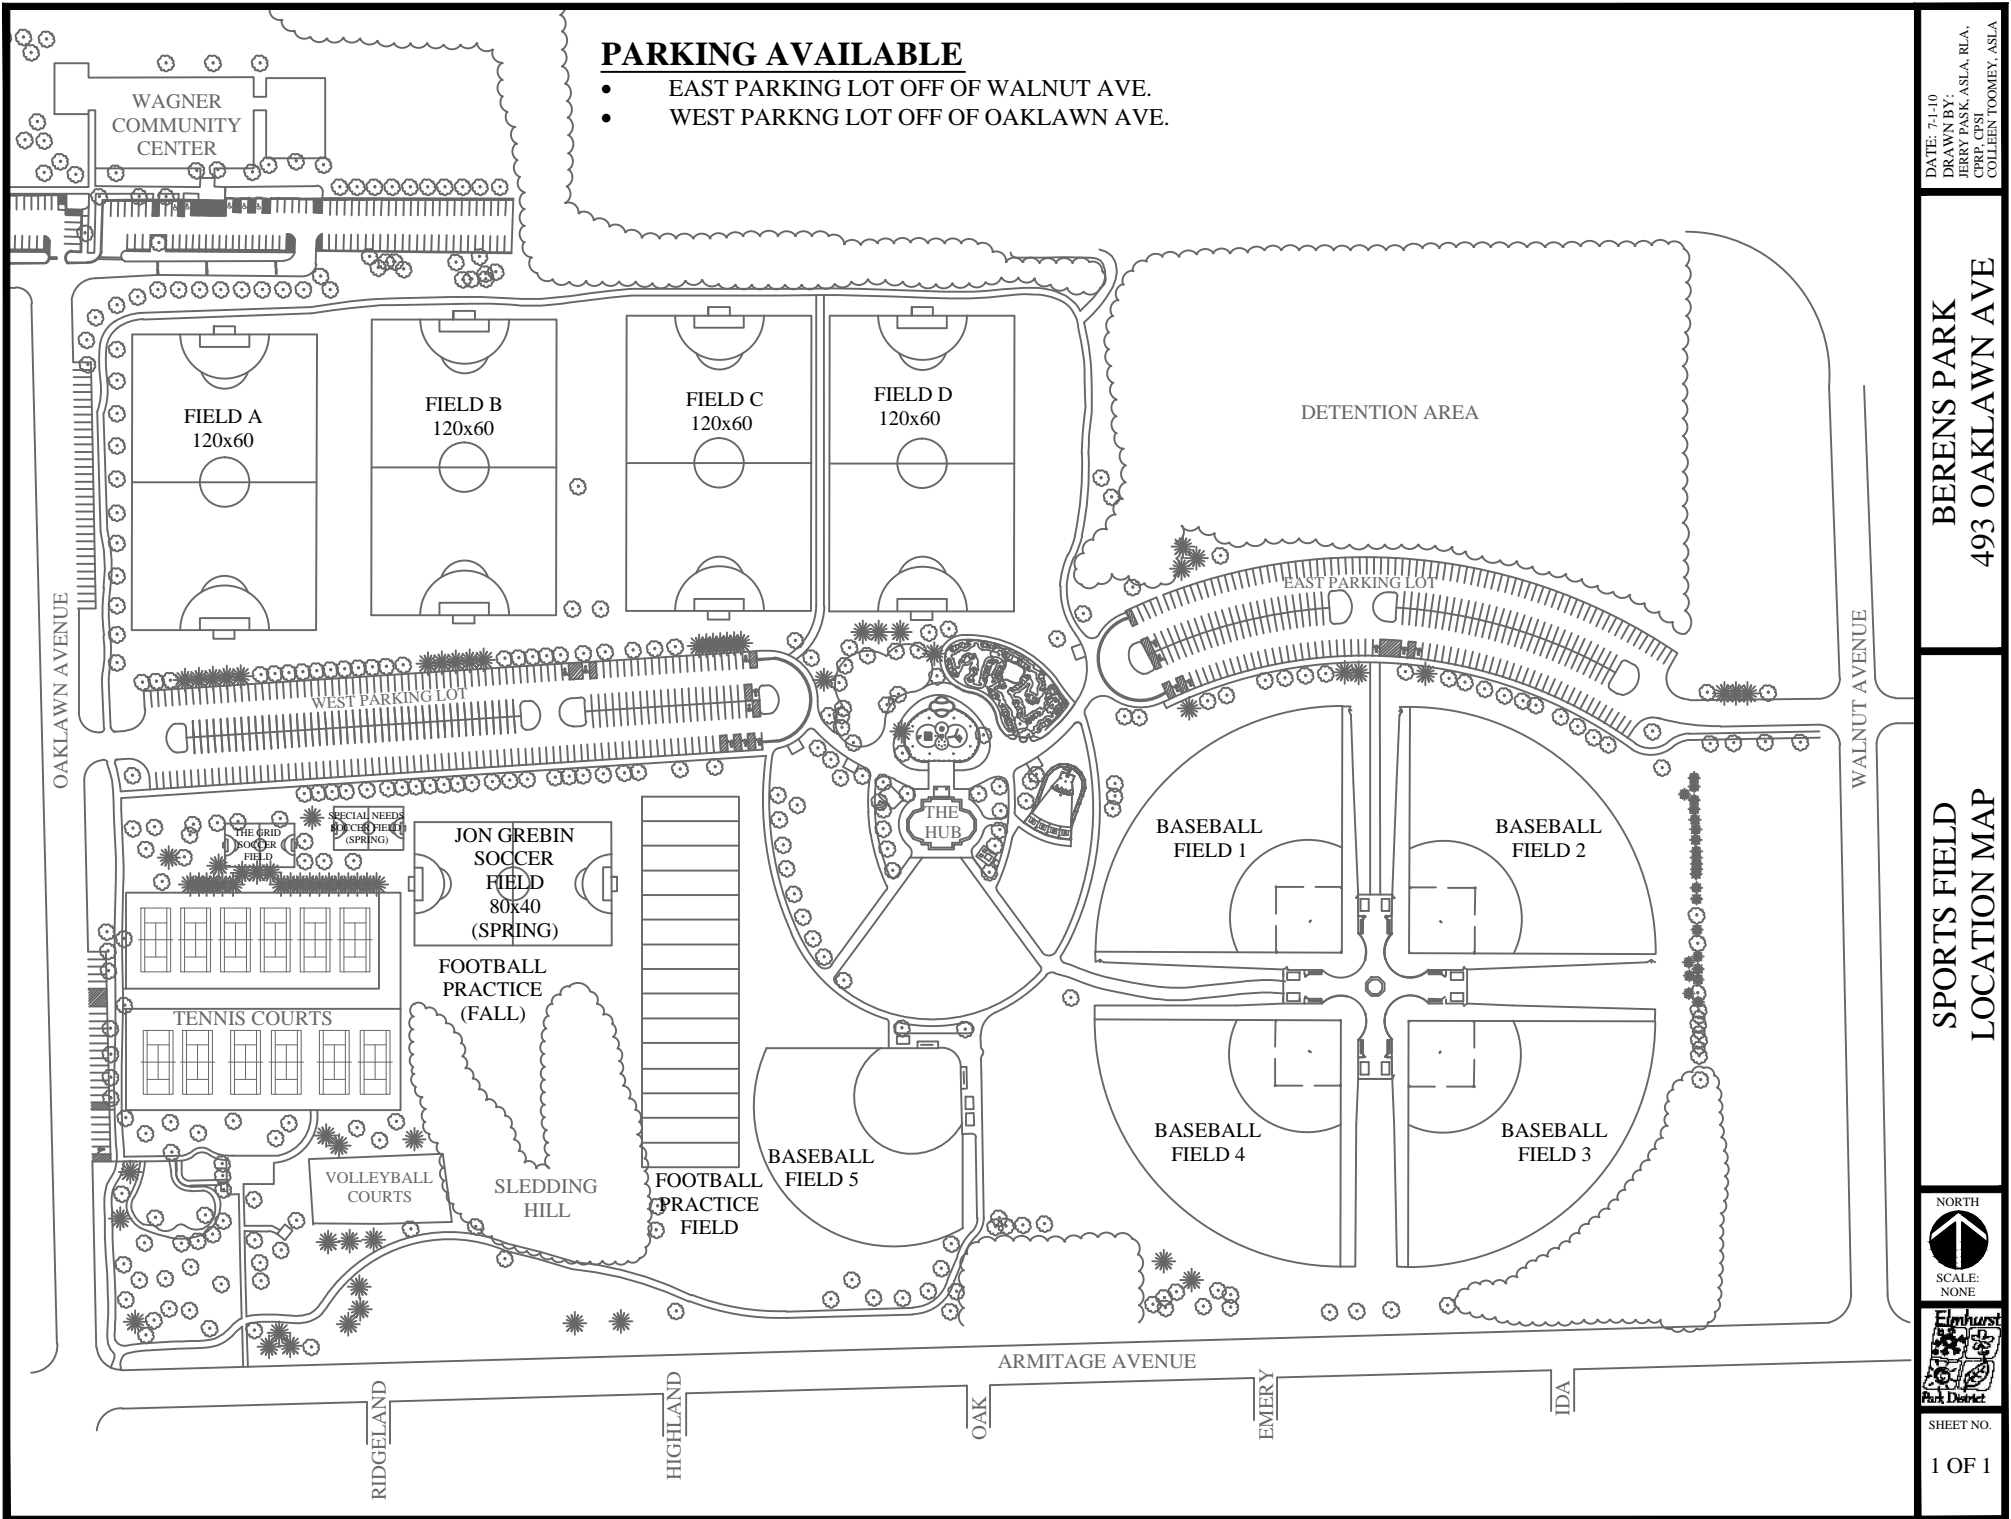 PARKING AVAILABLE
• EAST PARKING LOT OFF OF WALNUT AVE.
• WEST PARKNG LOT OFF OF OAKLAWN AVE.
WAGNER
COMMUNITY
CENTER
FIELD A
120x60
FIELD B
120x60
FIELD C
120x60
FIELD D
120x60
DETENTION AREA
EAST PARKING LOT
WEST PARKING LOT
OAKLAWN AVENUE
WALNUT AVENUE
THE GRID
SOCCER
FIELD
SPECIAL NEEDS
SOCCER FIELD
(SPRING)
JON GREBIN
SOCCER
FIELD
80x40
(SPRING)
FOOTBALL
PRACTICE
(FALL)
THE
HUB
BASEBALL
FIELD 1
BASEBALL
FIELD 2
TENNIS COURTS
BASEBALL
FIELD 4
BASEBALL
FIELD 3
BASEBALL
FIELD 5
VOLLEYBALL
COURTS
SLEDDING
HILL
FOOTBALL
PRACTICE
FIELD
ARMITAGE AVENUE
RIDGELAND
HIGHLAND
OAK
EMERY
IDA
DATE: 7-1-10
DRAWN BY:
JERRY PASK, ASLA, RLA,
CPRP, CPSI
COLLEEN TOOMEY, ASLA
BERENS PARK
493 OAKLAWN AVE
SPORTS FIELD
LOCATION MAP
NORTH
SCALE:
NONE
Elmhurst
Park District
SHEET NO.
1 OF 1